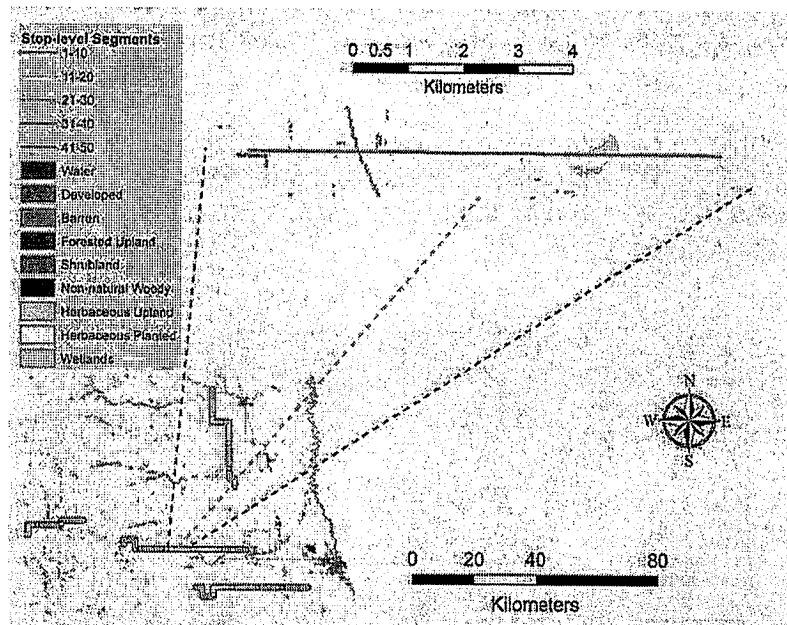 Stop-level Segments
1-10
11-20
21-30
31-40
41-50
Water
Developed
Barren
Forested Upland
Shrubland
Non-natural Woody
Herbaceous Upland
Herbaceous Planted
Wetlands
0 0.5 1 2 3 4
Kilometers
N
W E
S
0 20 40 80
Kilometers